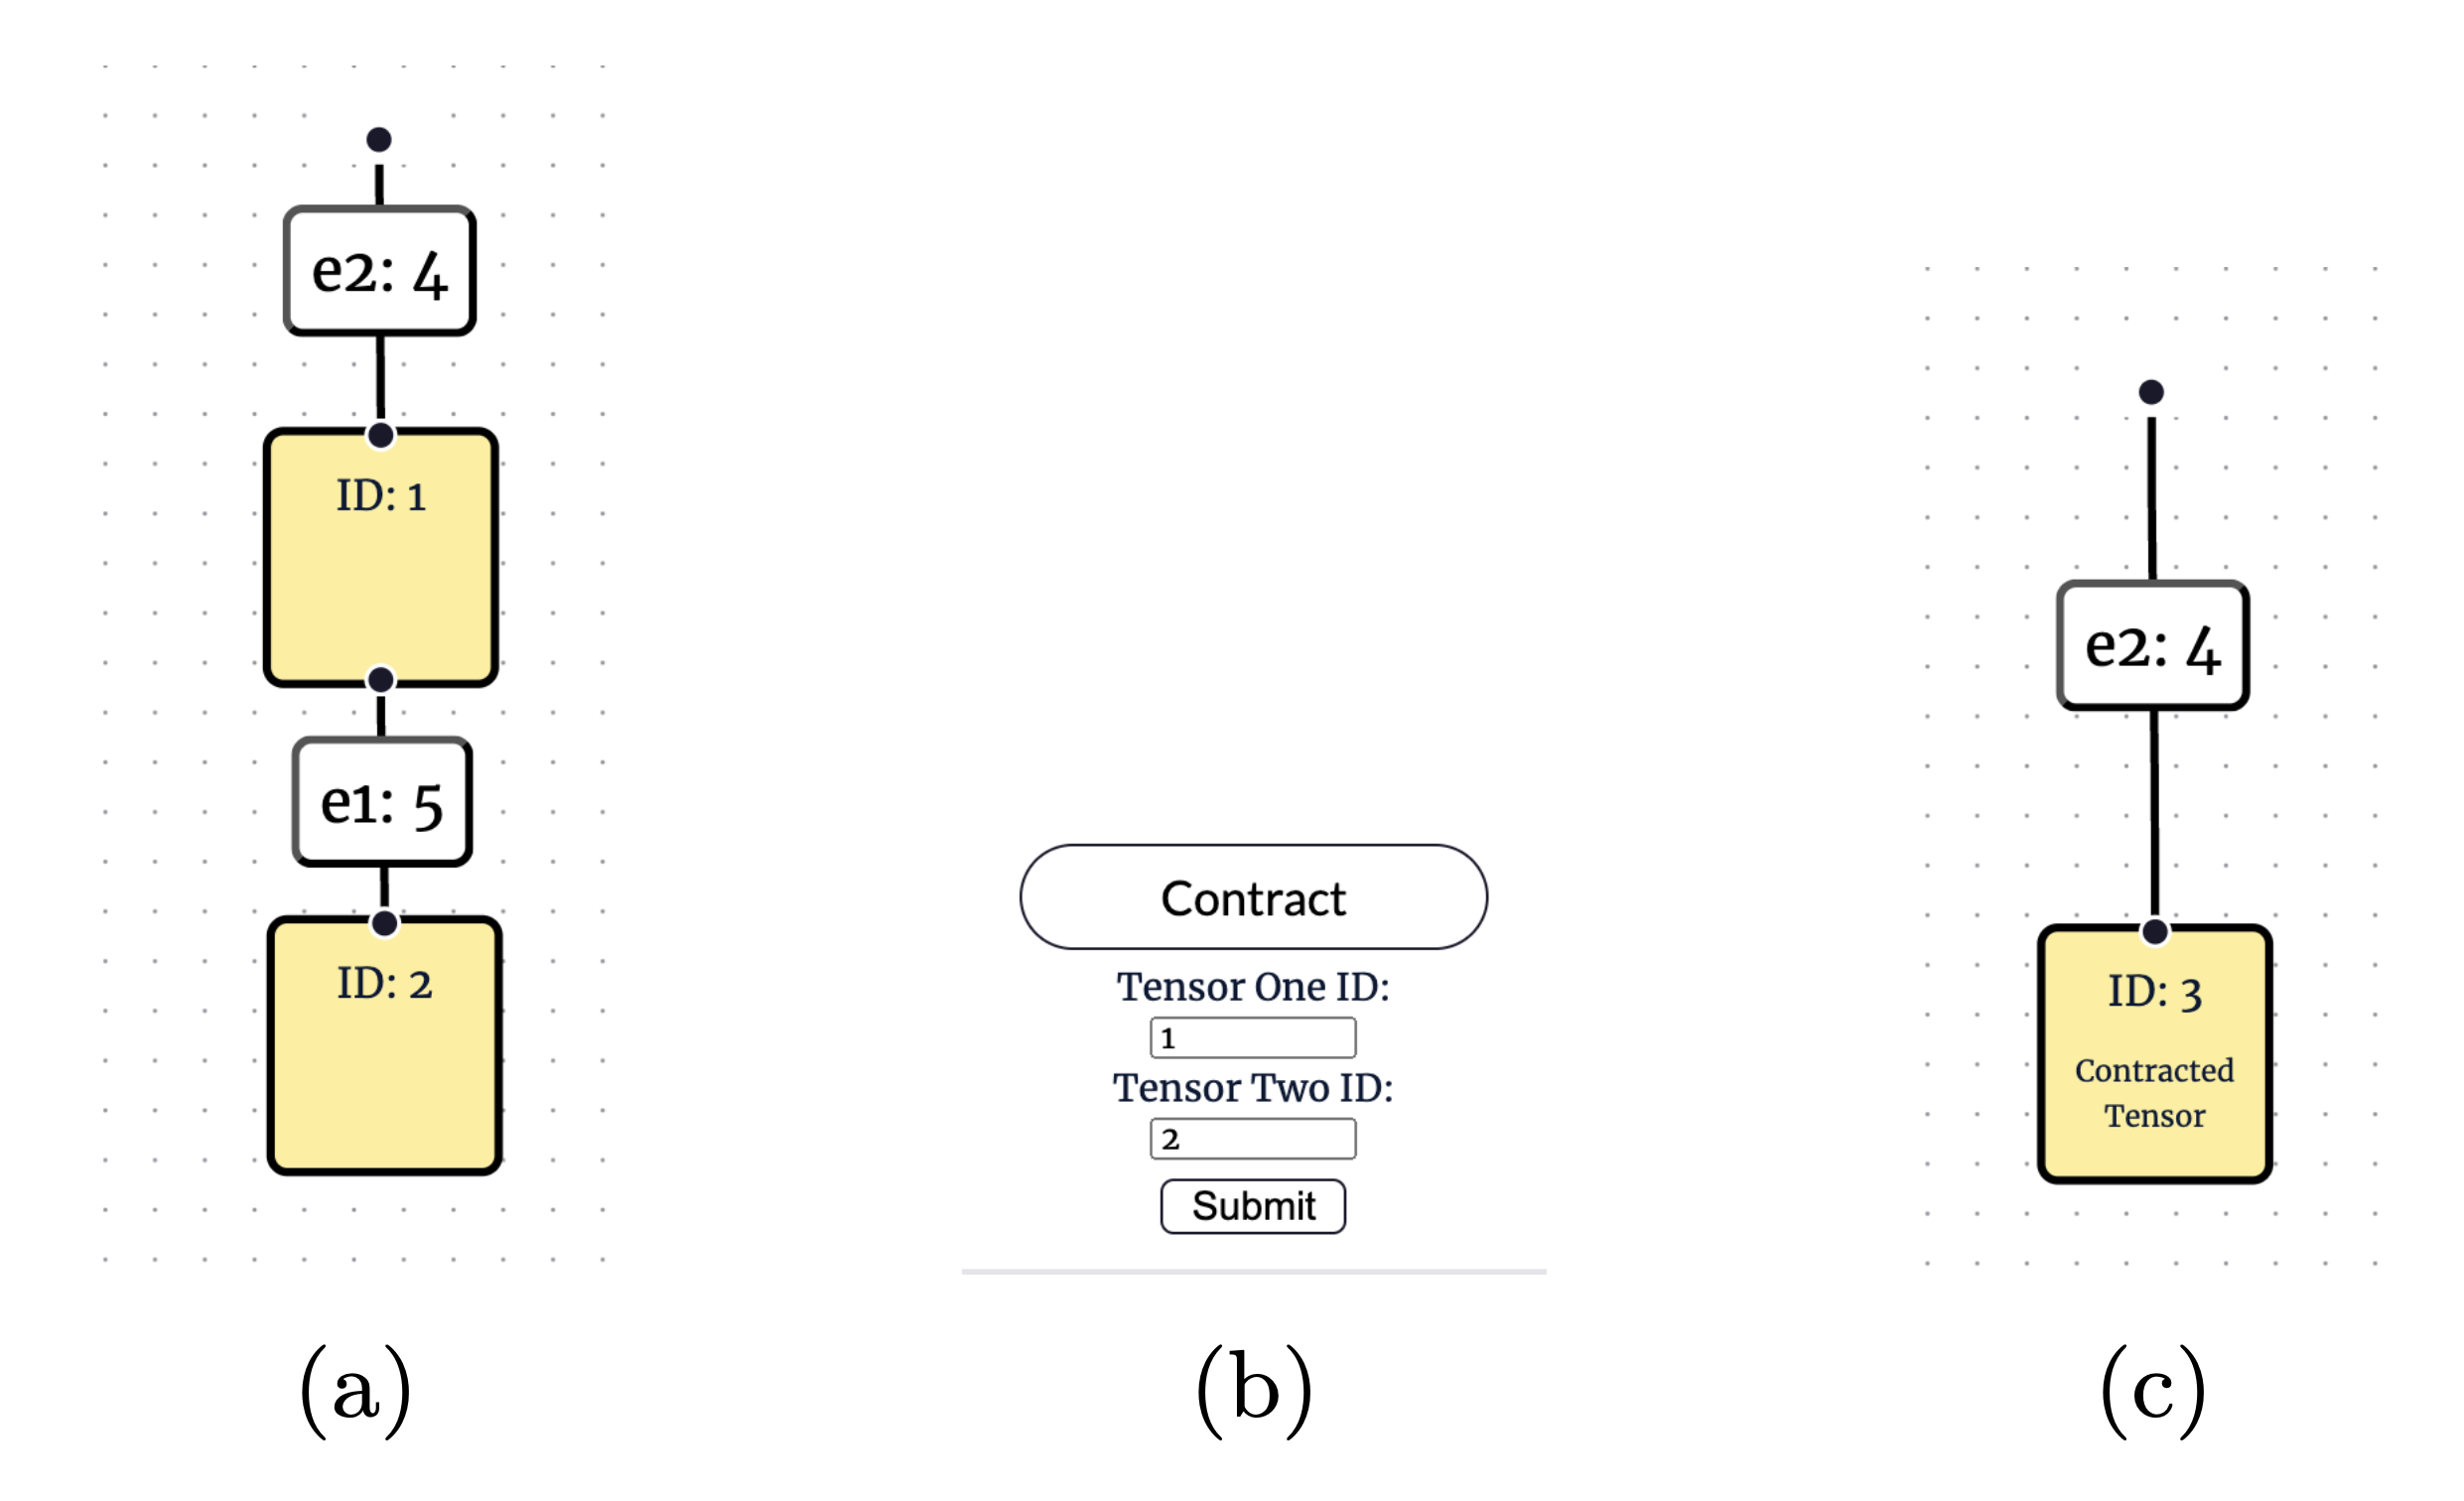 e2: 4
ID: 1
e1: 5
ID: 2
(a)
Contract
Tensor One ID:
1
Tensor Two ID:
2
Submit
(b)
e2: 4
ID: 3
Contracted
Tensor
(c)